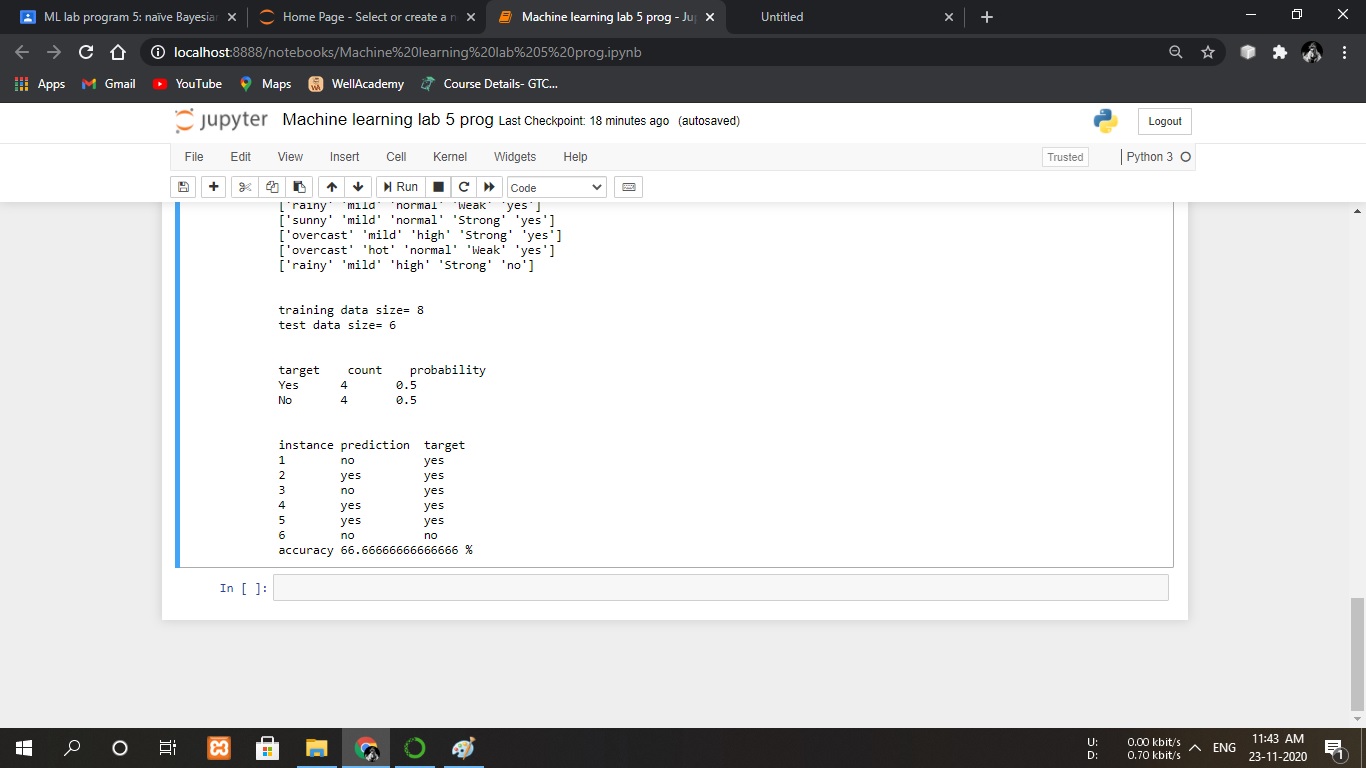 ML lab program 5: naïve Bayesian
Home Page - Select or create a n
Machine learning lab 5 prog - Ju
Untitled
localhost:8888/notebooks/Machine%20learning%20lab%205%20prog.ipynb
Apps Gmail YouTube Maps WellAcademy Course Details- GTC...
jupyter Machine learning lab 5 prog Last Checkpoint: 18 minutes ago (autosaved) Logout
File Edit View Insert Cell Kernel Widgets Help Trusted Python 3
Run Code
['rainy' 'mild' 'normal' 'Weak' 'yes']
['sunny' 'mild' 'normal' 'Strong' 'yes']
['overcast' 'mild' 'high' 'Strong' 'yes']
['overcast' 'hot' 'normal' 'Weak' 'yes']
['rainy' 'mild' 'high' 'Strong' 'no']
training data size= 8
test data size= 6
target count probability
Yes 4 0.5
No 4 0.5
instance prediction target
1 no yes
2 yes yes
3 no yes
4 yes yes
5 yes yes
6 no no
accuracy 66.66666666666666 %
In [ ]:
U: 0.00 kbit/s
D: 0.70 kbit/s
ENG
11:43 AM
23-11-2020
1